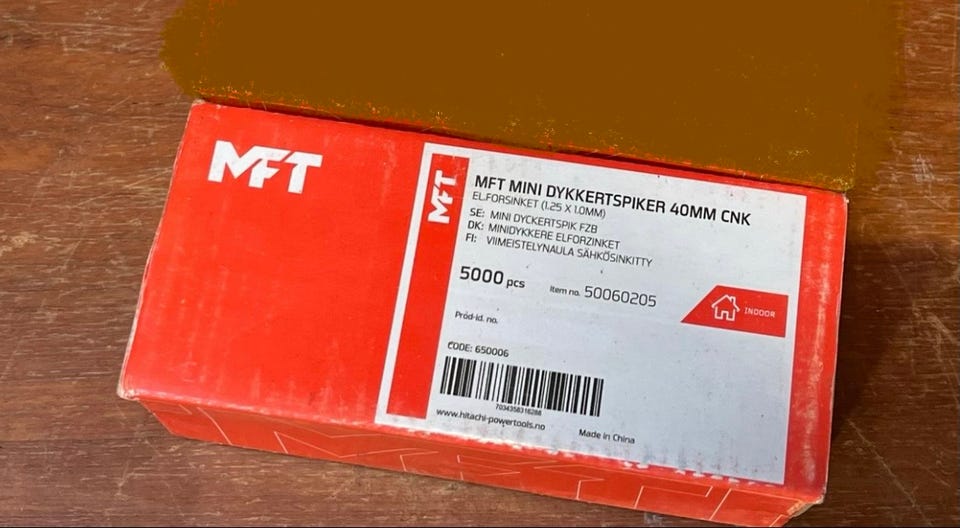 MFT
MFT
MFT MINI DYKKERTSPIKER 40MM CNK
ELFORSINKET (1.25 X 1.0MM)
SE: MINI DYCKERTSPIK FZB
DK: MINIDYKKERE ELFORZINKET
FI: VIIMEISTELYNAULA SÄHKÖSINKITTY
5000 pcs Item no. 50060205
INDOOR
Prod-id. no.
CODE: 650006
7034358316288
www.hitachi-powertools.no
Made in China